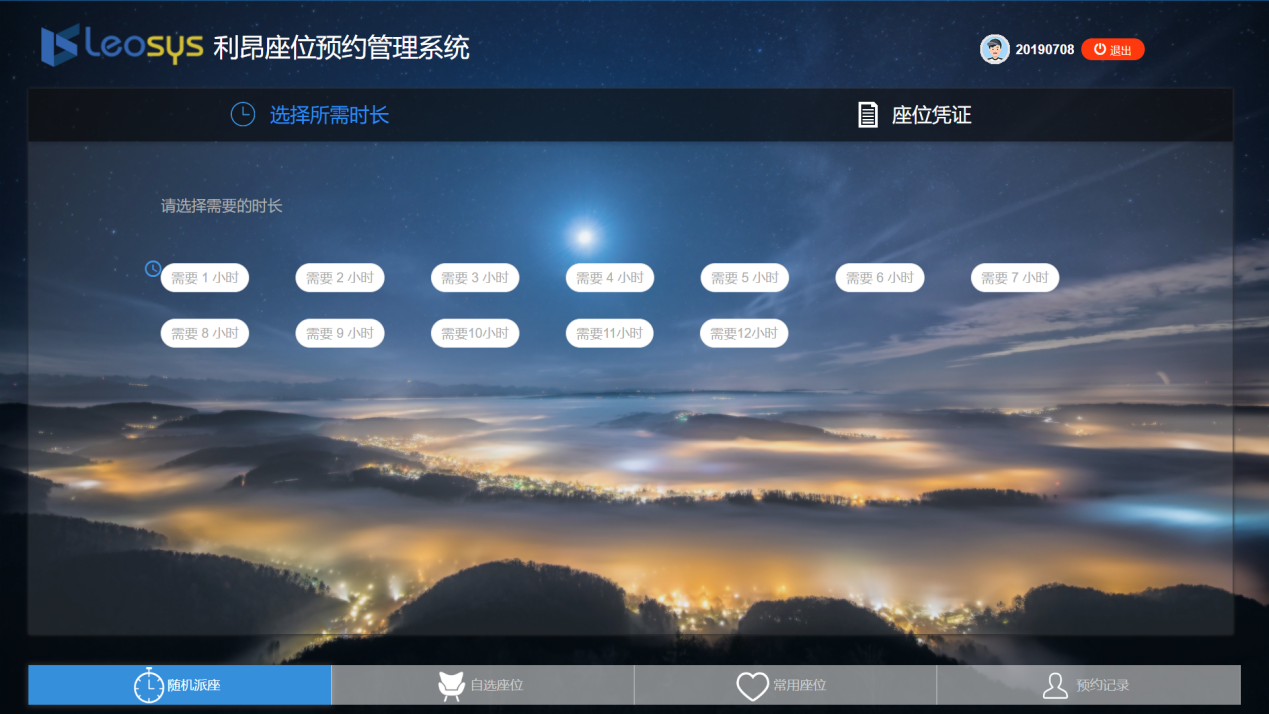 Leosys 利昂座位预约管理系统
20190708 退出
选择所需时长 座位凭证
请选择需要的时长
需要 1 小时 需要 2 小时 需要 3 小时 需要 4 小时 需要 5 小时 需要 6 小时 需要 7 小时
需要 8 小时 需要 9 小时 需要10小时 需要11小时 需要12小时
随机派座 自选座位 常用座位 预约记录